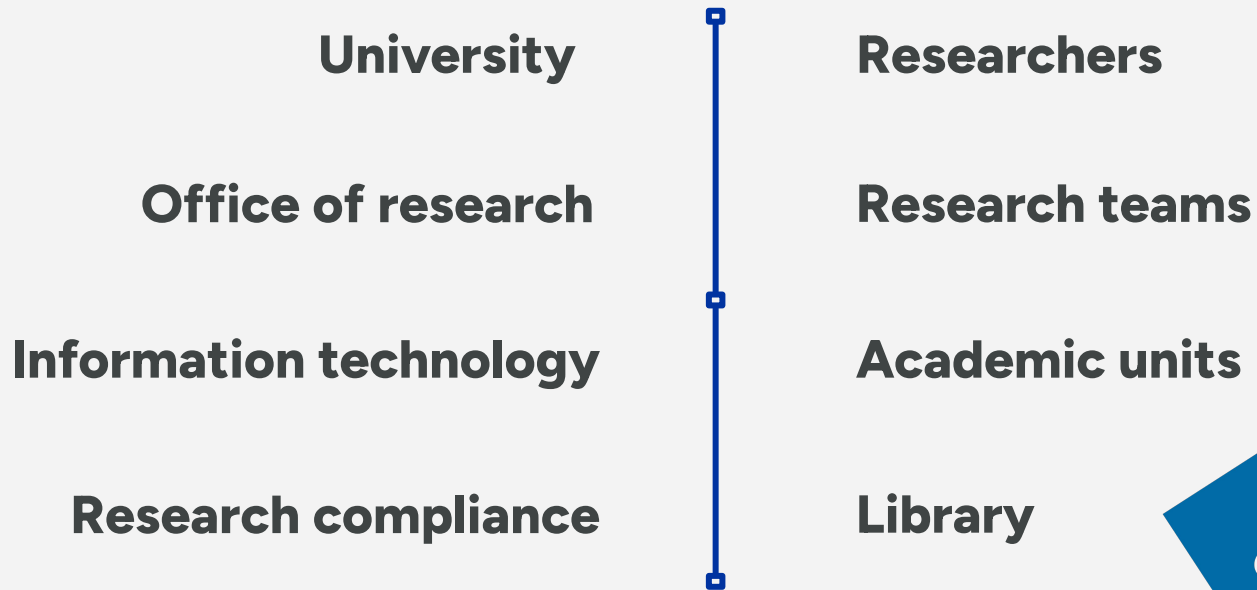 University
Office of research
Information technology
Research compliance
Researchers
Research teams
Academic units
Library